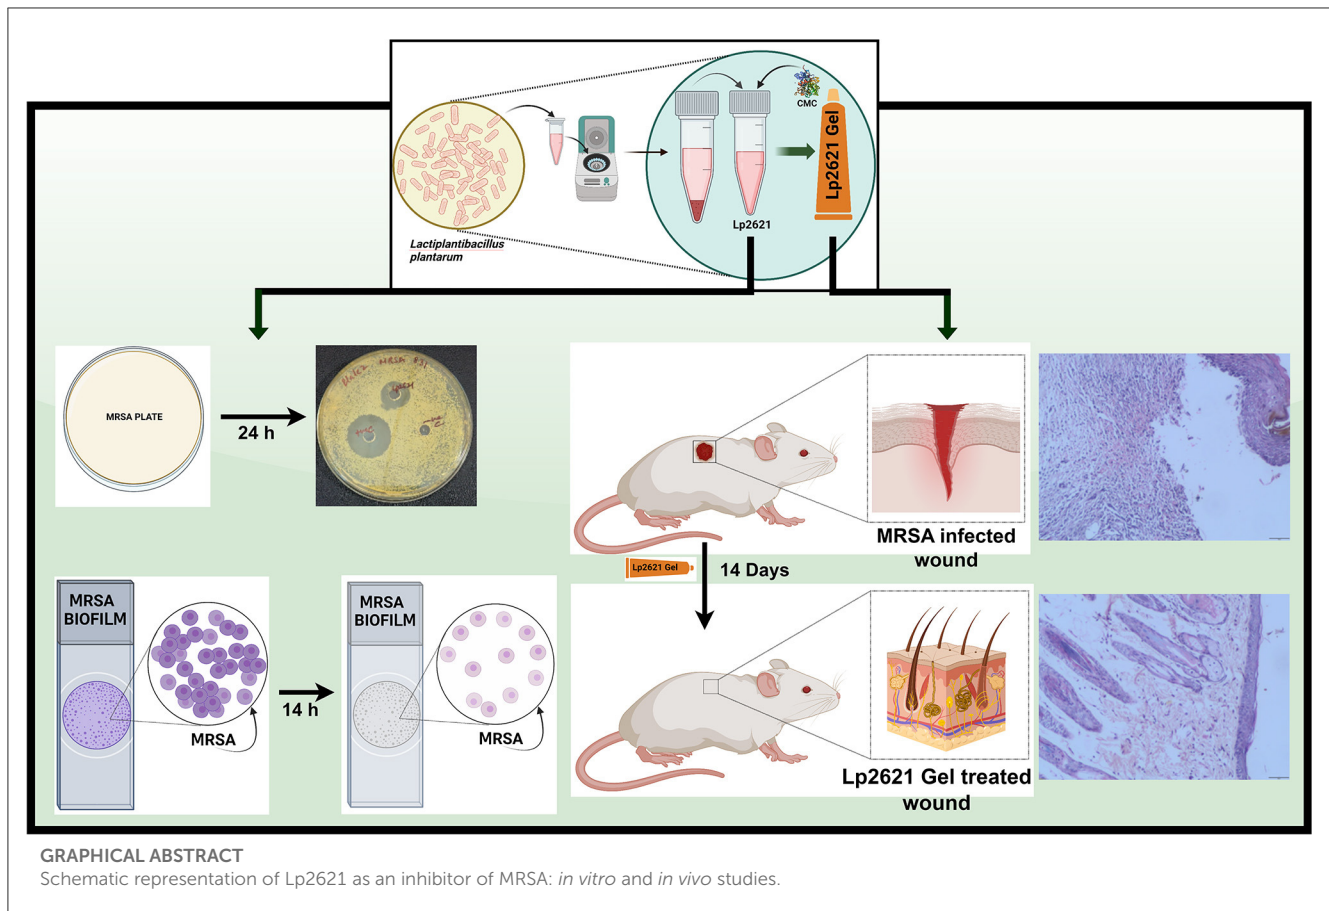 CMC
Lp2621 Gel
Lp2621
Lactiplantibacillus
plantarum
MRSA PLATE
24 h
MRSA infected
wound
Lp2621 Gel
14 Days
MRSA
BIOFILM
MRSA
14 h
MRSA
BIOFILM
MRSA
Lp2621 Gel treated
wound
GRAPHICAL ABSTRACT
Schematic representation of Lp2621 as an inhibitor of MRSA: in vitro and in vivo studies.